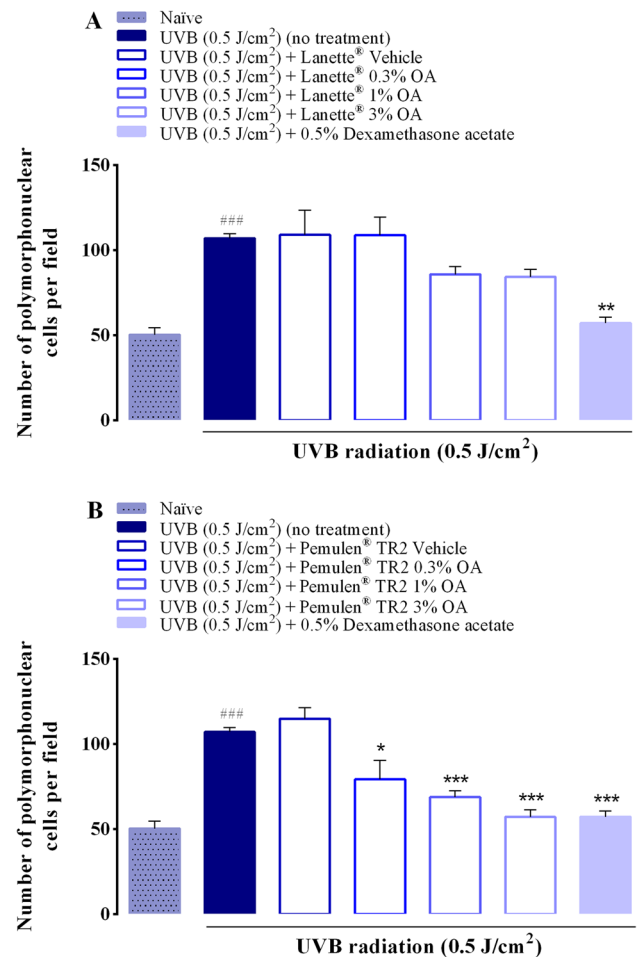 A
Naïve
UVB (0.5 J/cm²) (no treatment)
UVB (0.5 J/cm²) + Lanette® Vehicle
UVB (0.5 J/cm²) + Lanette® 0.3% OA
UVB (0.5 J/cm²) + Lanette® 1% OA
UVB (0.5 J/cm²) + Lanette® 3% OA
UVB (0.5 J/cm²) + 0.5% Dexamethasone acetate
Number of polymorphonuclear
cells per field
150
100
50
0
###
**
UVB radiation (0.5 J/cm²)
B
Naïve
UVB (0.5 J/cm²) (no treatment)
UVB (0.5 J/cm²) + Pemulen® TR2 Vehicle
UVB (0.5 J/cm²) + Pemulen® TR2 0.3% OA
UVB (0.5 J/cm²) + Pemulen® TR2 1% OA
UVB (0.5 J/cm²) + Pemulen® TR2 3% OA
UVB (0.5 J/cm²) + 0.5% Dexamethasone acetate
Number of polymorphonuclear
cells per field
150
100
50
0
###
*
***
***
***
UVB radiation (0.5 J/cm²)